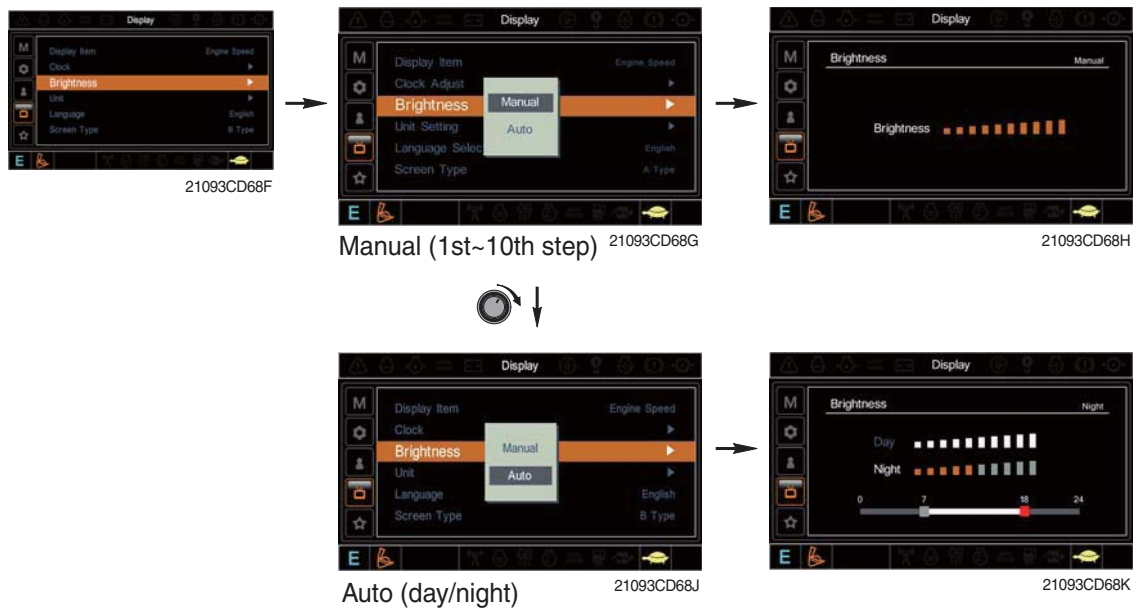 Display
M
Display Item Engine Speed
Clock
Brightness
Unit
Language English
Screen Type B Type
E
21093CD68F
Display
M
Display Item Engine Speed
Clock Adjust
Brightness
Unit Setting
Language Selec English
Screen Type A Type
Manual
Auto
E
Manual (1st~10th step)
21093CD68G
Display
M
Brightness Manual
Brightness
E
21093CD68H
Display
M
Display Item Engine Speed
Clock
Brightness
Unit
Language English
Screen Type B Type
Manual
Auto
E
Auto (day/night)
21093CD68J
Display
M
Brightness Night
Day
Night
0 7 18 24
E
21093CD68K